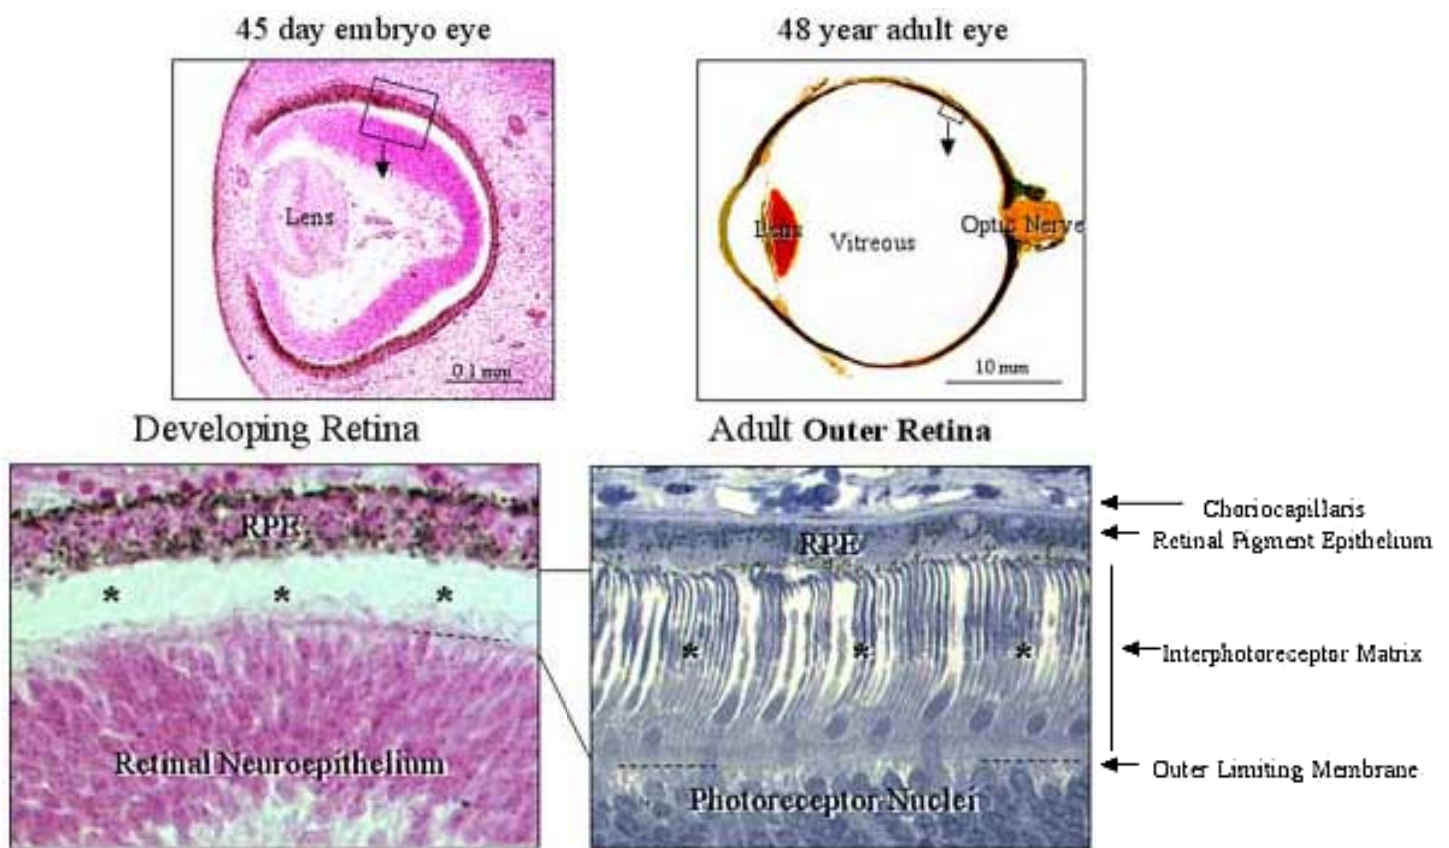 45 day embryo eye
48 year adult eye
Lens
0.1 mm
Lens
Vitreous
Optic Nerve
10 mm
Developing Retina
Adult Outer Retina
RPE
* * *
Retinal Neuroepithelium
RPE
* * *
Photoreceptor Nuclei
Choriocapillaris
Retinal Pigment Epithelium
Interphotoreceptor Matrix
Outer Limiting Membrane